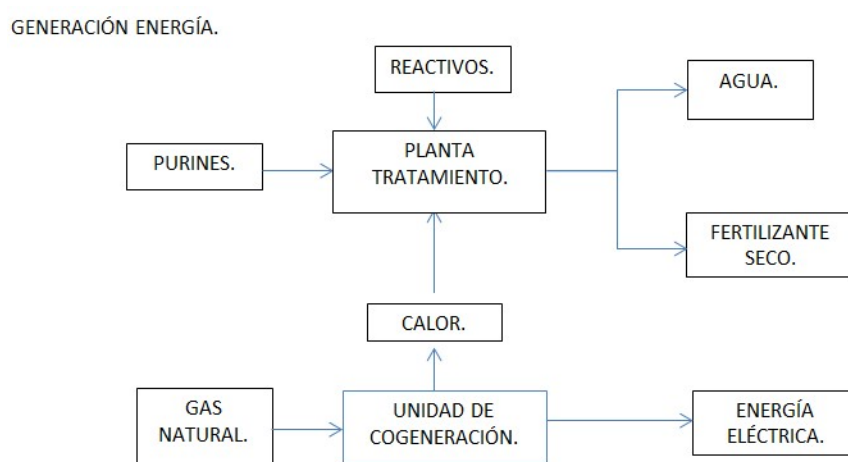 GENERACIÓN ENERGÍA.
REACTIVOS.
AGUA.
PURINES.
PLANTA
TRATAMIENTO.
FERTILIZANTE
SECO.
CALOR.
GAS
NATURAL.
UNIDAD DE
COGENERACIÓN.
ENERGÍA
ELÉCTRICA.